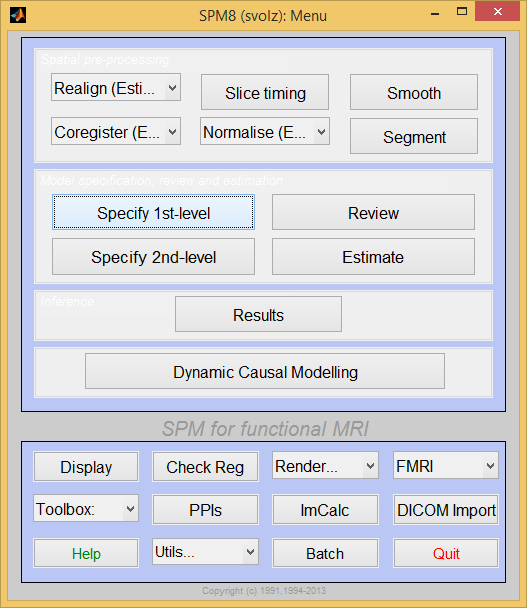 SPM8 (svolz): Menu
Spatial pre-processing
Realign (Esti... Slice timing Smooth
Coregister (E... Normalise (E... Segment
Model specification, review and estimation
Specify 1st-level Review
Specify 2nd-level Estimate
Inference
Results
Dynamic Causal Modelling
SPM for functional MRI
Display Check Reg Render... FMRI
Toolbox: PPIs ImCalc DICOM Import
Help Utils... Batch Quit
Copyright (c) 1991,1994-2013